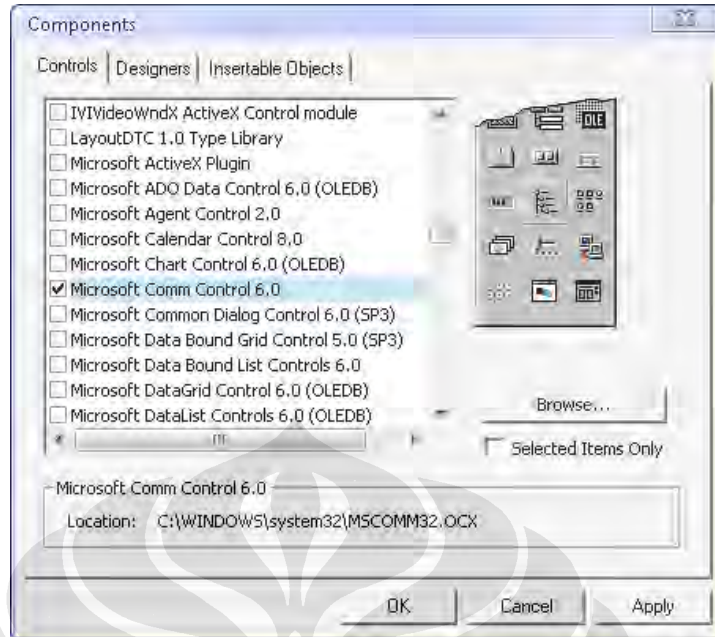 Components
Controls Designers Insertable Objects
IVIVideoWndX ActiveX Control module
LayoutDTC 1.0 Type Library
Microsoft ActiveX Plugin
Microsoft ADO Data Control 6.0 (OLEDB)
Microsoft Agent Control 2.0
Microsoft Calendar Control 8.0
Microsoft Chart Control 6.0 (OLEDB)
Microsoft Comm Control 6.0
Microsoft Common Dialog Control 6.0 (SP3)
Microsoft Data Bound Grid Control 5.0 (SP3)
Microsoft Data Bound List Controls 6.0
Microsoft DataGrid Control 6.0 (OLEDB)
Microsoft DataList Controls 6.0 (OLEDB)
OLE
Browse...
Selected Items Only
Microsoft Comm Control 6.0
Location: C:\WINDOWS\system32\MSCOMM32.OCX
OK Cancel Apply